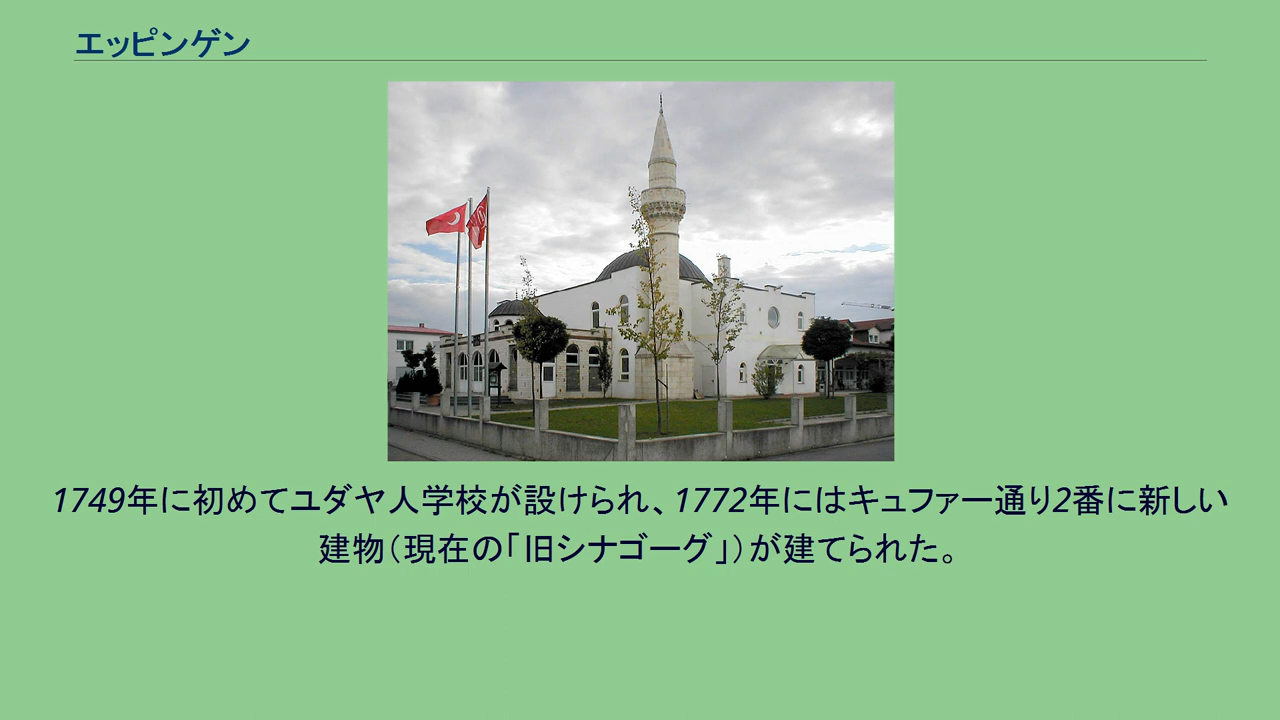 エッピンゲン
1749年に初めてユダヤ人学校が設けられ、1772年にはキュファー通り2番に新しい
建物（現在の「旧シナゴーグ」）が建てられた。